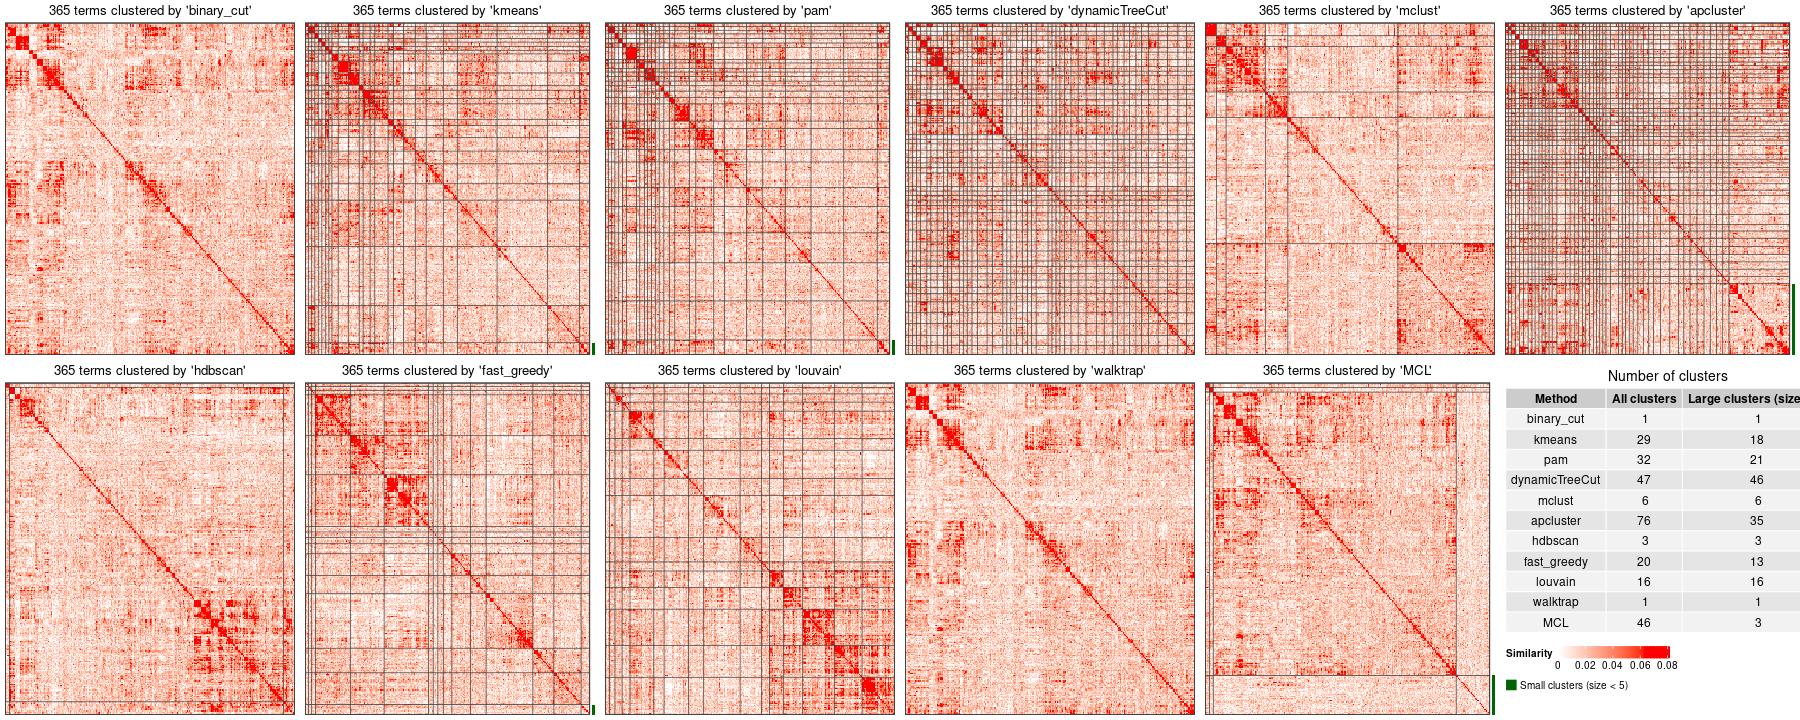 365 terms clustered by 'binary_cut'
365 terms clustered by 'kmeans'
365 terms clustered by 'pam'
365 terms clustered by 'dynamicTreeCut'
365 terms clustered by 'mclust'
365 terms clustered by 'apcluster'
365 terms clustered by 'hdbscan'
365 terms clustered by 'fast_greedy'
365 terms clustered by 'louvain'
365 terms clustered by 'walktrap'
365 terms clustered by 'MCL'
Number of clusters
Method All clusters Large clusters (size
binary_cut 1 1
kmeans 29 18
pam 32 21
dynamicTreeCut 47 46
mclust 6 6
apcluster 76 35
hdbscan 3 3
fast_greedy 20 13
louvain 16 16
walktrap 1 1
MCL 46 3
Similarity
0 0.02 0.04 0.06 0.08
Small clusters (size < 5)